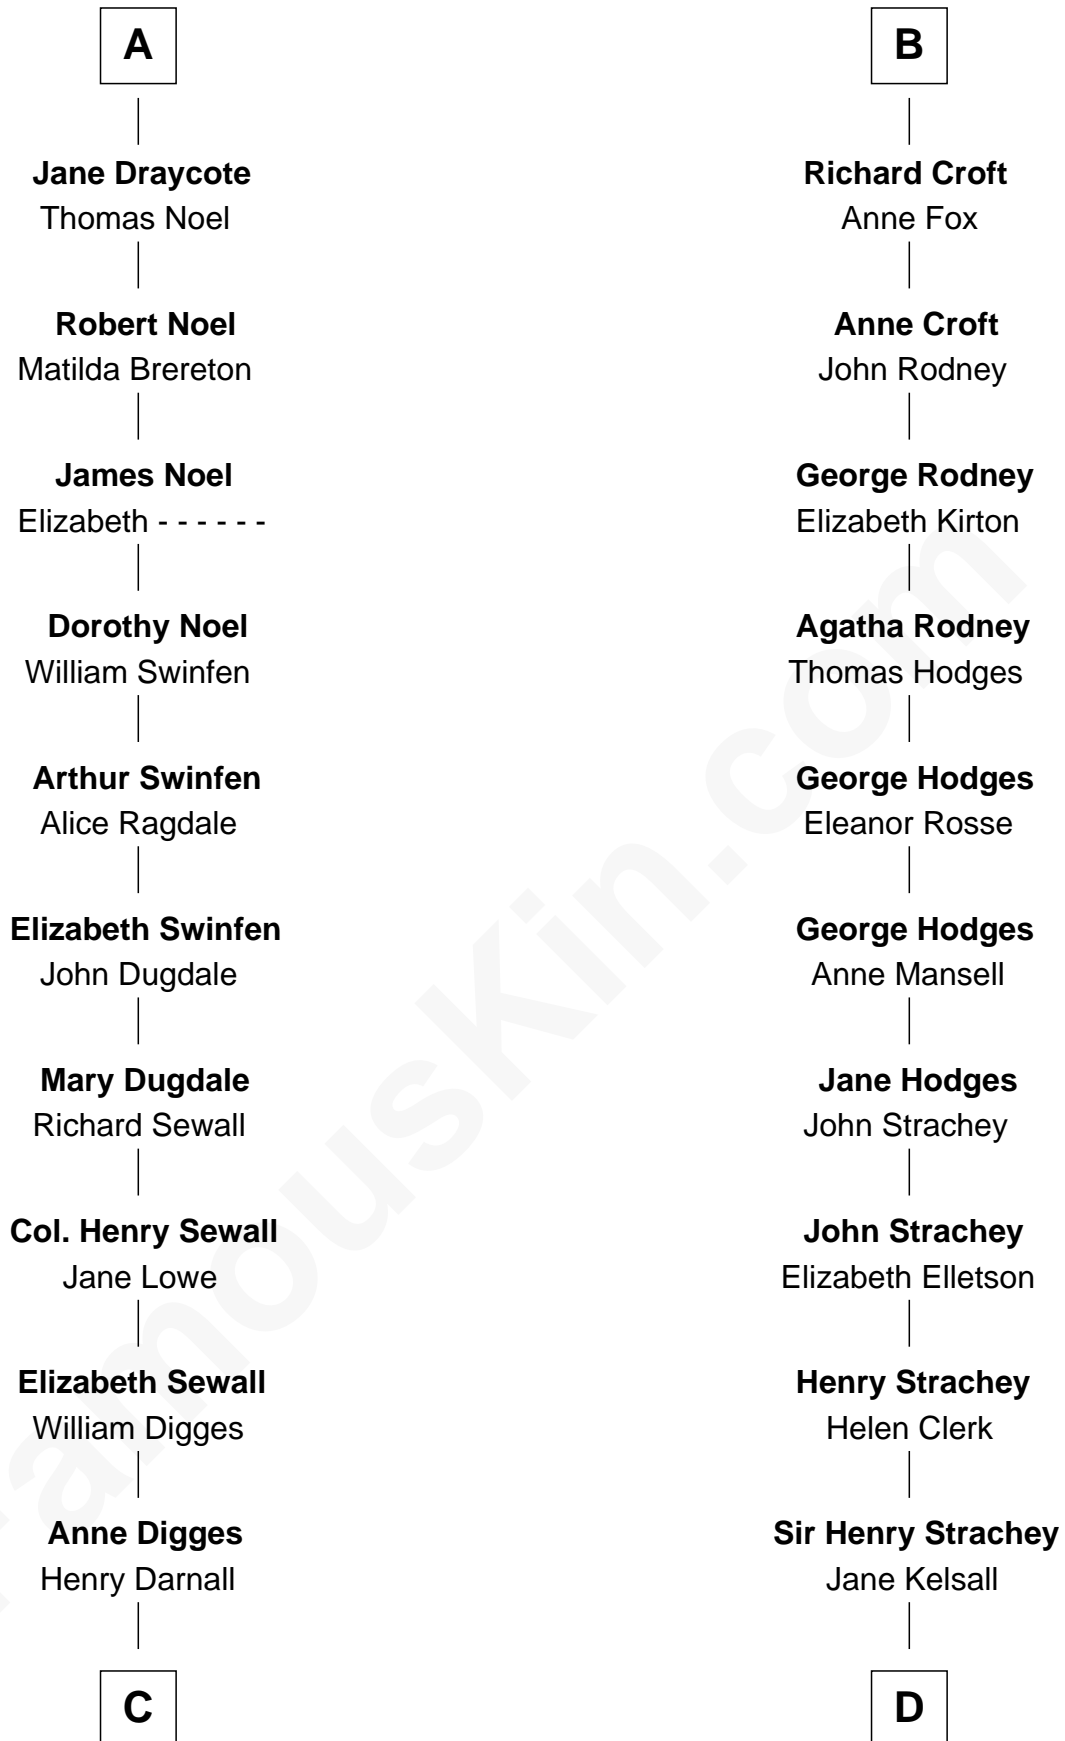 A
Jane Draycote
Thomas Noel
Robert Noel
Matilda Brereton
James Noel
Elizabeth - - - - - -
Dorothy Noel
William Swinfen
Arthur Swinfen
Alice Ragdale
Elizabeth Swinfen
John Dugdale
Mary Dugdale
Richard Sewall
Col. Henry Sewall
Jane Lowe
Elizabeth Sewall
William Digges
Anne Digges
Henry Darnall
C
B
Richard Croft
Anne Fox
Anne Croft
John Rodney
George Rodney
Elizabeth Kirton
Agatha Rodney
Thomas Hodges
George Hodges
Eleanor Rosse
George Hodges
Anne Mansell
Jane Hodges
John Strachey
John Strachey
Elizabeth Elletson
Henry Strachey
Helen Clerk
Sir Henry Strachey
Jane Kelsall
D
FamousKin.com